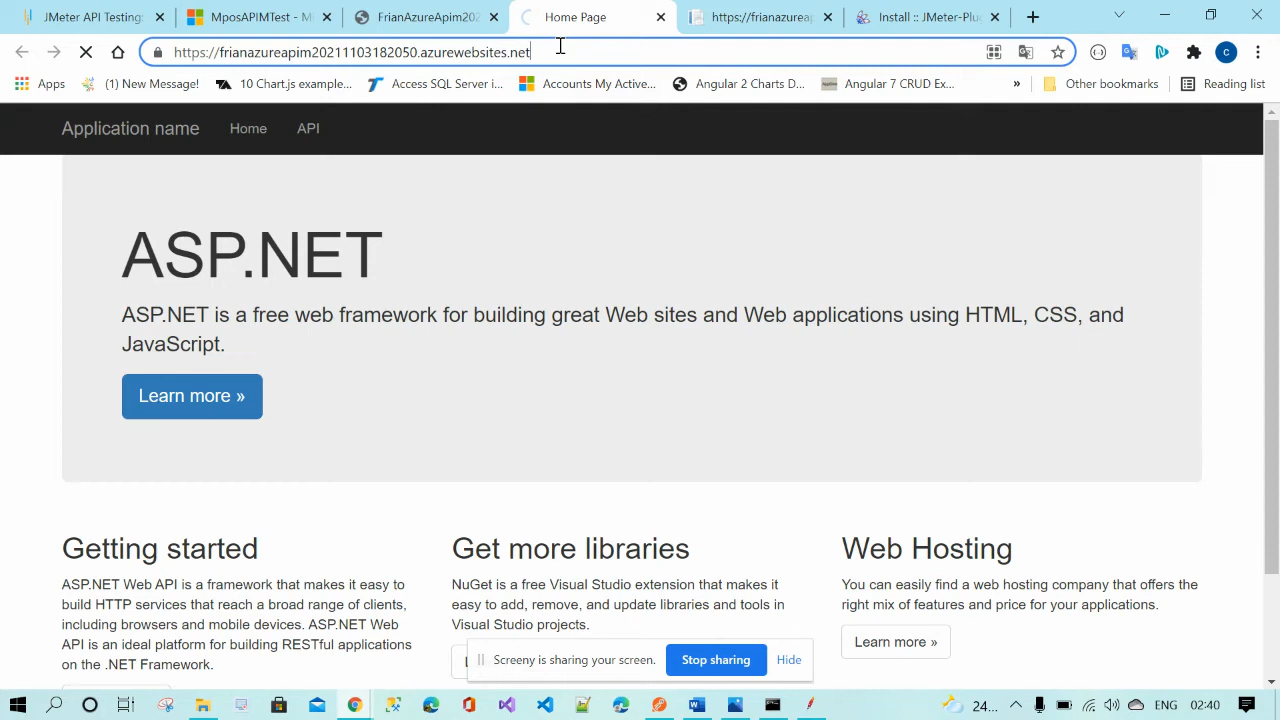 JMeter API Testing:
MposAPIMTest - M
FrianAzureApim202
Home Page
https://frianazureap
Install :: JMeter-Plu
https://frianazureapim20211103182050.azurewebsites.net
C
Apps
(1) New Messages!
10 Chart.js example...
Access SQL Server i...
Accounts My Active...
Angular 2 Charts D...
Angular 7 CRUD Ex...
»
Other bookmarks
Reading list
Application name
Home
API
ASP.NET
ASP.NET is a free web framework for building great Web sites and Web applications using HTML, CSS, and
JavaScript.
Learn more »
Getting started
ASP.NET Web API is a framework that makes it easy to
build HTTP services that reach a broad range of clients,
including browsers and mobile devices. ASP.NET Web
API is an ideal platform for building RESTful applications
on the .NET Framework.
Get more libraries
NuGet is a free Visual Studio extension that makes it
easy to add, remove, and update libraries and tools in
Visual Studio projects.
Web Hosting
You can easily find a web hosting company that offers the
right mix of features and price for your applications.
Learn more »
Screeny is sharing your screen.
Stop sharing
Hide
24...
ENG
02:40